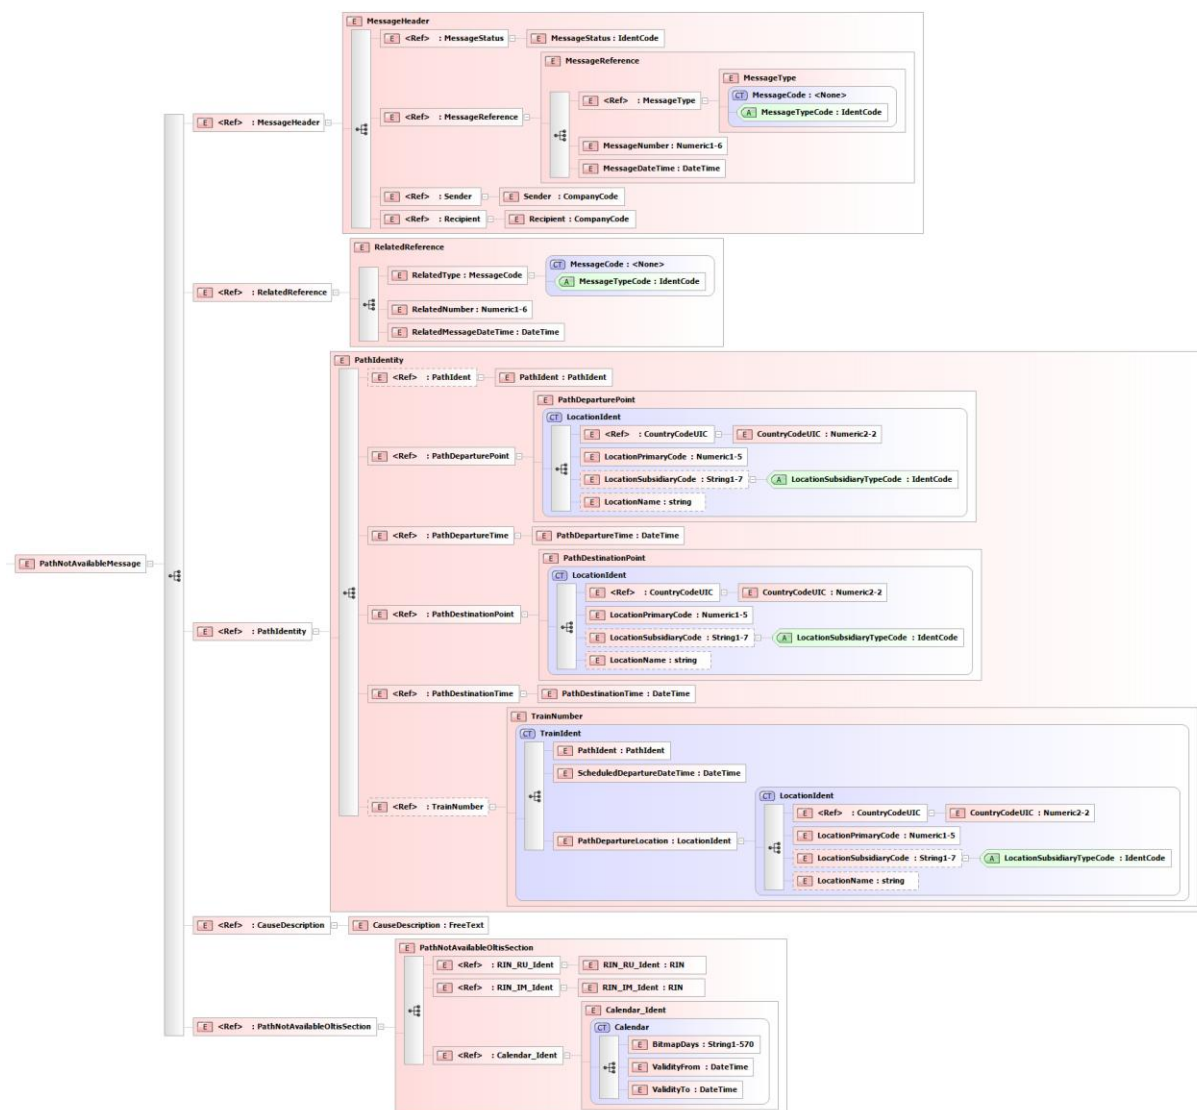 E MessageHeader
E <Ref> : MessageStatus E MessageStatus : IdentCode
E MessageReference
E MessageType
CT MessageCode : <None>
E <Ref> : MessageType
A MessageTypeCode : IdentCode
E <Ref> : MessageHeader E <Ref> : MessageReference
E MessageNumber : Numeric1-6
E MessageDateTime : DateTime
E <Ref> : Sender E Sender : CompanyCode
E <Ref> : Recipient E Recipient : CompanyCode
E RelatedReference
CT MessageCode : <None>
E RelatedType : MessageCode
A MessageTypeCode : IdentCode
E <Ref> : RelatedReference
E RelatedNumber : Numeric1-6
E RelatedMessageDateTime : DateTime
E PathIdentity
E <Ref> : PathIdent E PathIdent : PathIdent
E PathDeparturePoint
CT LocationIdent
E <Ref> : CountryCodeUIC E CountryCodeUIC : Numeric2-2
E <Ref> : PathDeparturePoint E LocationPrimaryCode : Numeric1-5
E LocationSubsidiaryCode : String1-7 A LocationSubsidiaryTypeCode : IdentCode
E LocationName : string
E <Ref> : PathDepartureTime E PathDepartureTime : DateTime
E PathDestinationPoint
E PathNotAvailableMessage
CT LocationIdent
E <Ref> : CountryCodeUIC E CountryCodeUIC : Numeric2-2
E <Ref> : PathDestinationPoint E LocationPrimaryCode : Numeric1-5
E <Ref> : PathIdentity
E LocationSubsidiaryCode : String1-7 A LocationSubsidiaryTypeCode : IdentCode
E LocationName : string
E <Ref> : PathDestinationTime E PathDestinationTime : DateTime
E TrainNumber
CT TrainIdent
E PathIdent : PathIdent
E ScheduledDepartureDateTime : DateTime
CT LocationIdent
E <Ref> : TrainNumber
E <Ref> : CountryCodeUIC E CountryCodeUIC : Numeric2-2
E PathDepartureLocation : LocationIdent E LocationPrimaryCode : Numeric1-5
E LocationSubsidiaryCode : String1-7 A LocationSubsidiaryTypeCode : IdentCode
E LocationName : string
E <Ref> : CauseDescription E CauseDescription : FreeText
E PathNotAvailableOltisSection
E <Ref> : RIN_RU_Ident E RIN_RU_Ident : RIN
E <Ref> : RIN_IM_Ident E RIN_IM_Ident : RIN
E Calendar_Ident
E <Ref> : PathNotAvailableOltisSection
CT Calendar
E BitmapDays : String1-570
E <Ref> : Calendar_Ident
E ValidityFrom : DateTime
E ValidityTo : DateTime